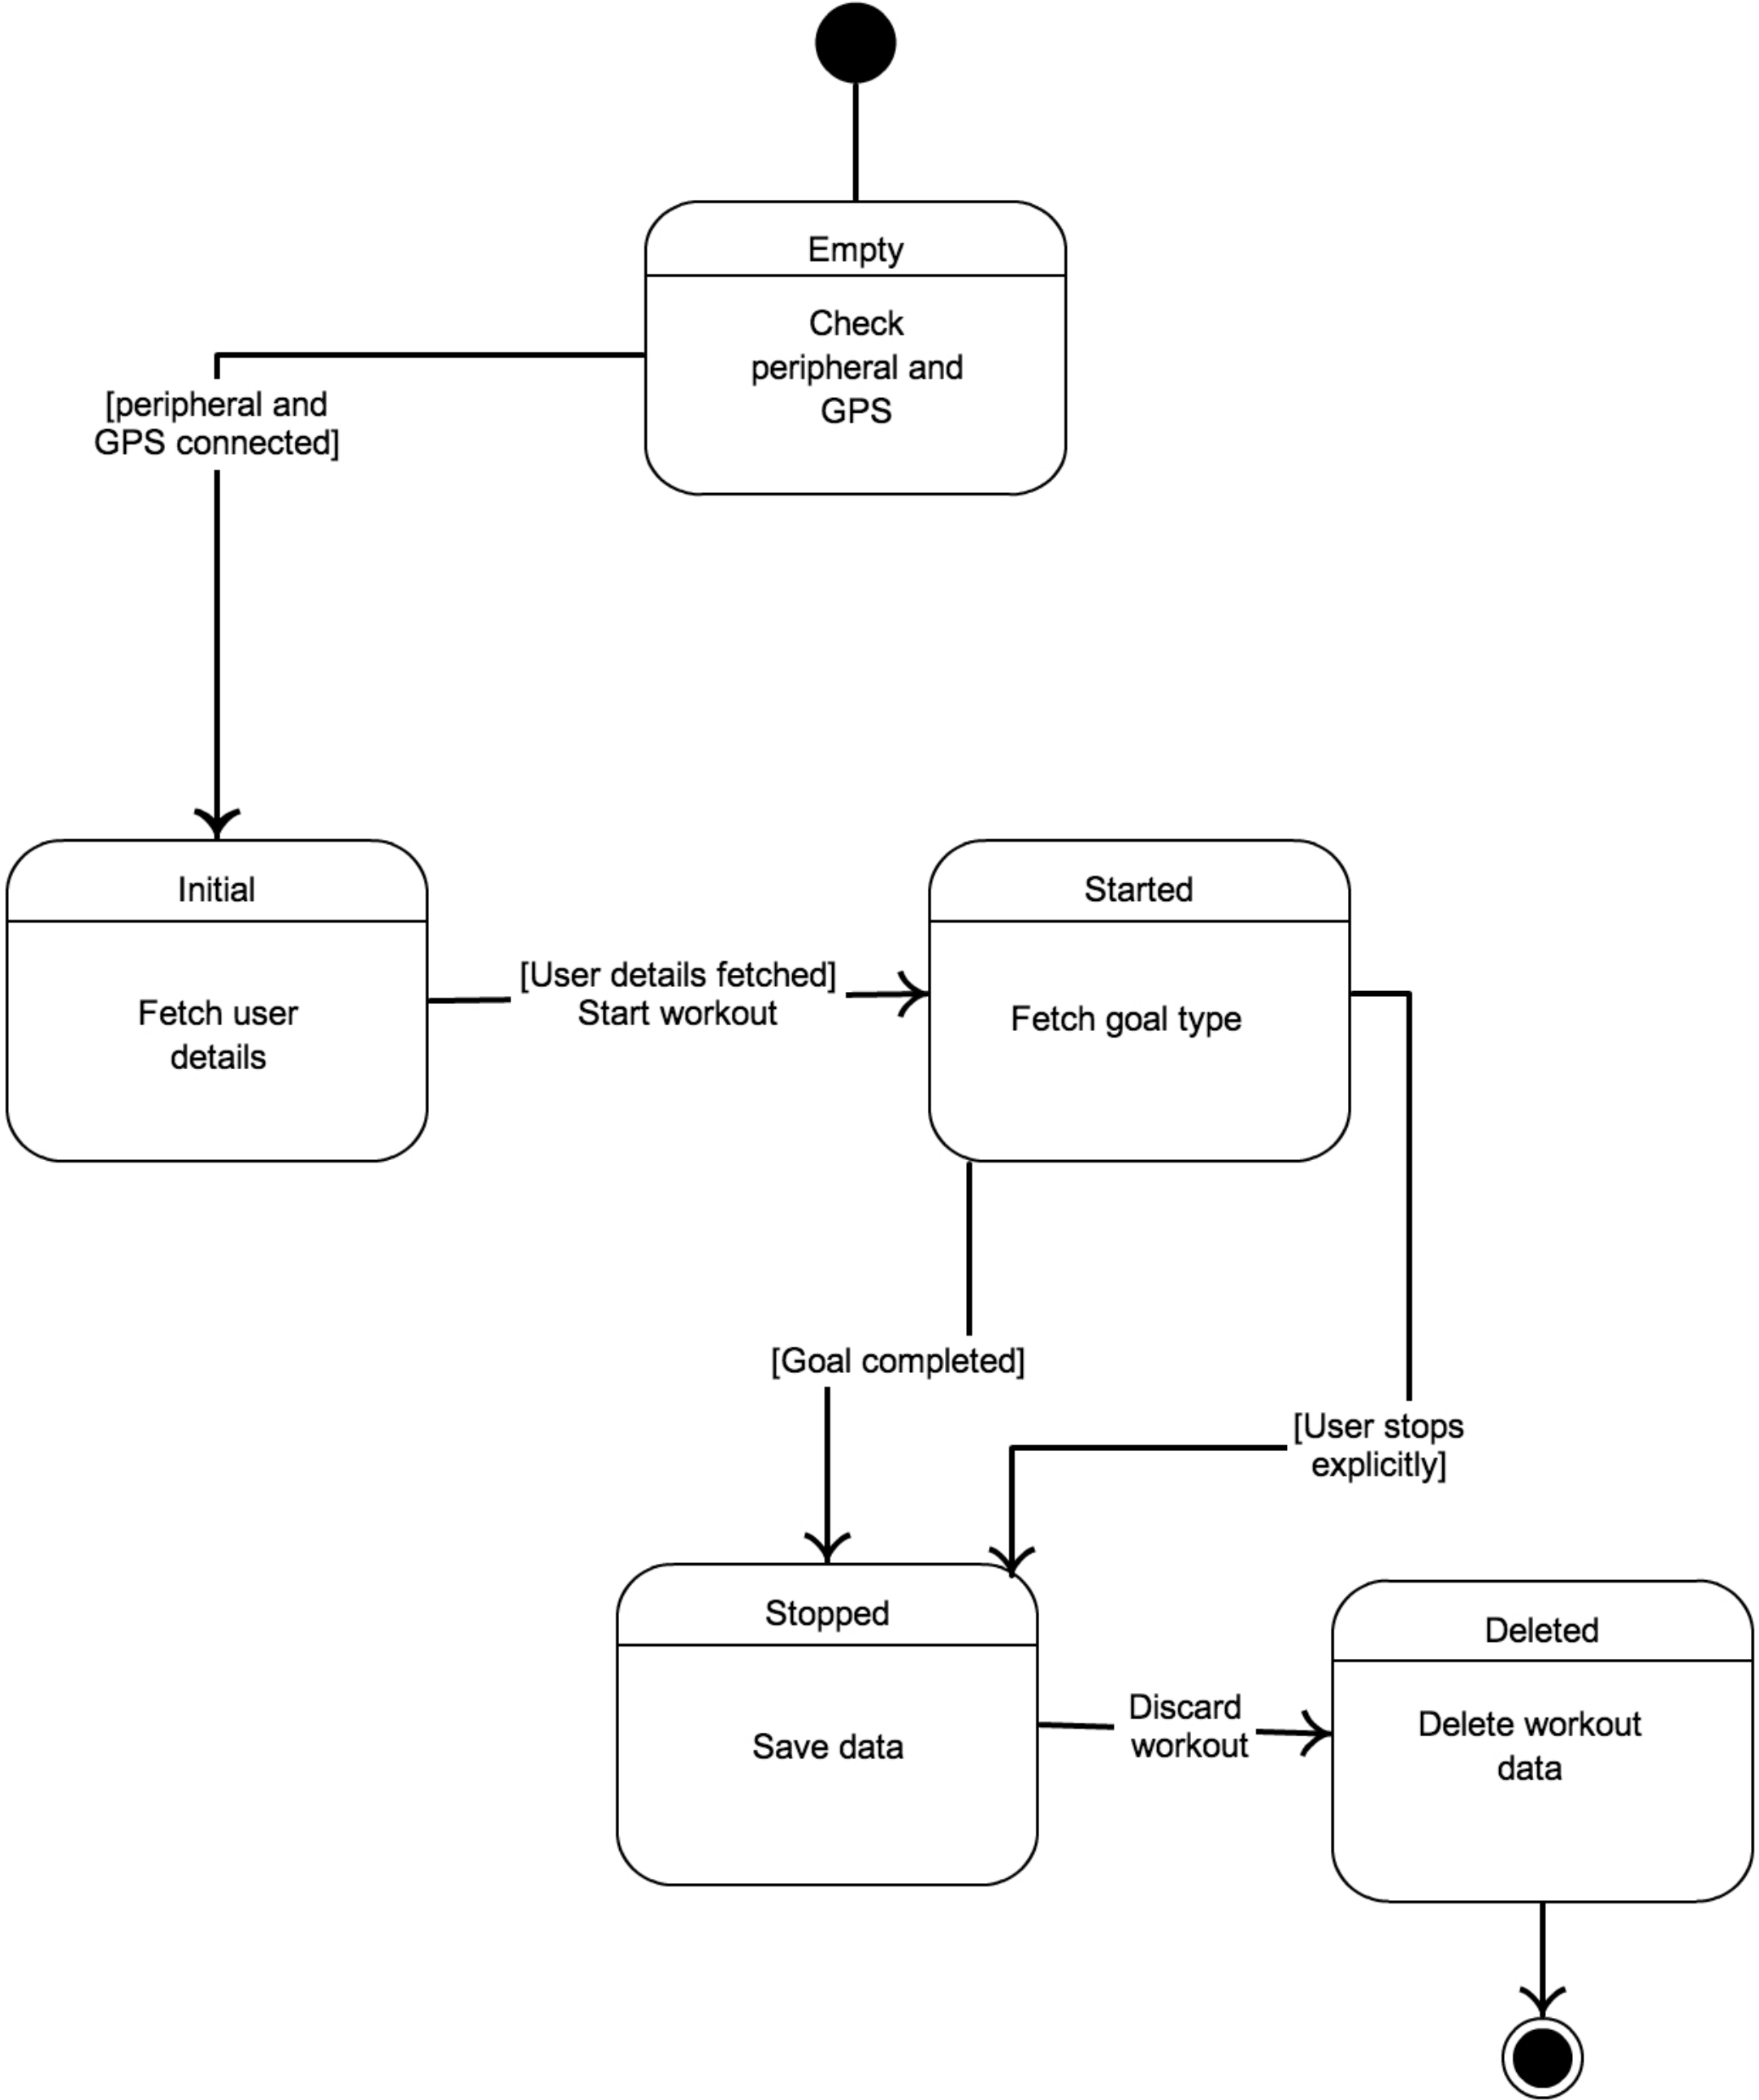 Empty
Check
peripheral and
GPS
[peripheral and
GPS connected]
Initial
Fetch user
details
[User details fetched]
Start workout
Started
Fetch goal type
[Goal completed]
[User stops
explicitly]
Stopped
Save data
Discard
workout
Deleted
Delete workout
data